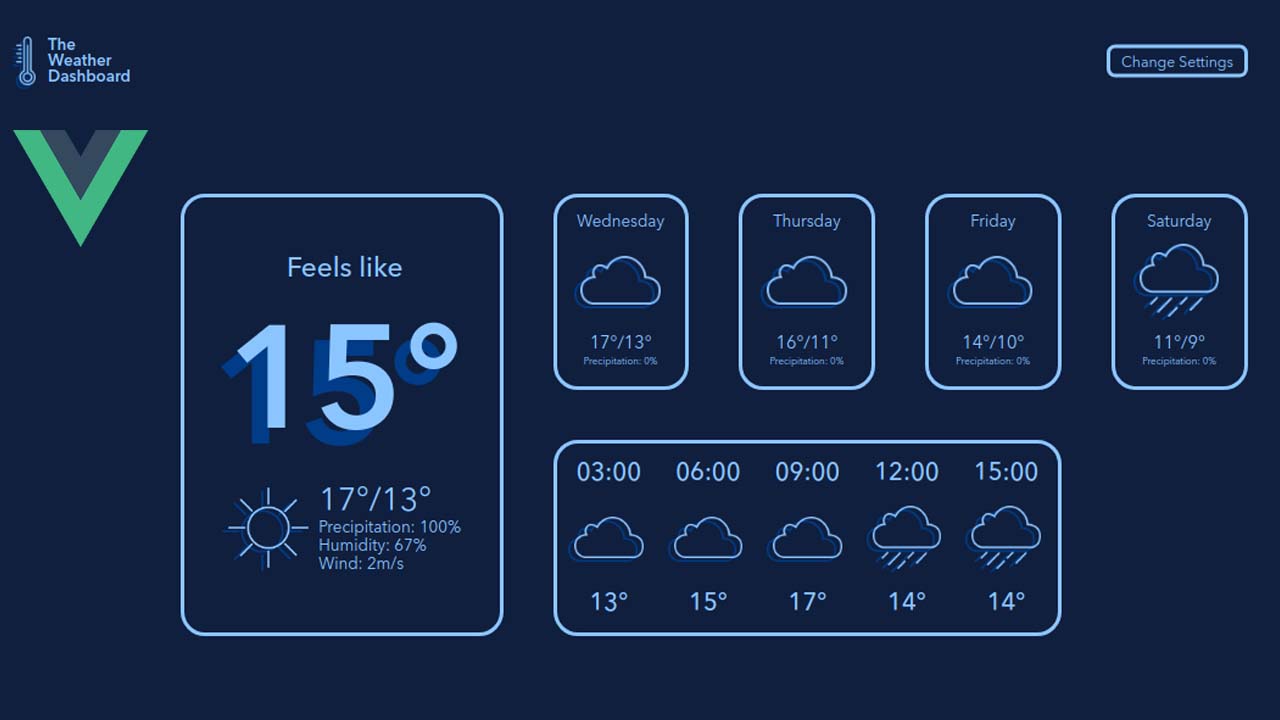 The
Weather
Dashboard
Change Settings
Feels like
15°
17°/13°
Precipitation: 100%
Humidity: 67%
Wind: 2m/s
Wednesday
17°/13°
Precipitation: 0%
Thursday
16°/11°
Precipitation: 0%
Friday
14°/10°
Precipitation: 0%
Saturday
11°/9°
Precipitation: 0%
03:00 06:00 09:00 12:00 15:00
13° 15° 17° 14° 14°